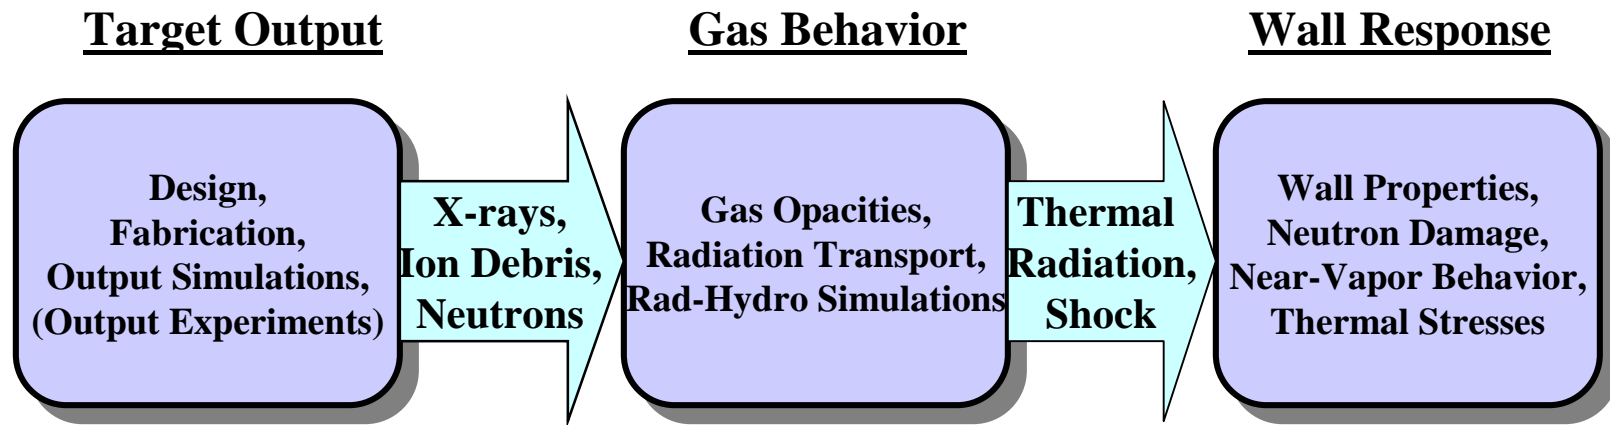 Target Output
Gas Behavior
Wall Response
Design,
Fabrication,
Output Simulations,
(Output Experiments)
X-rays,
Ion Debris,
Neutrons
Gas Opacities,
Radiation Transport,
Rad-Hydro Simulations
Thermal
Radiation,
Shock
Wall Properties,
Neutron Damage,
Near-Vapor Behavior,
Thermal Stresses